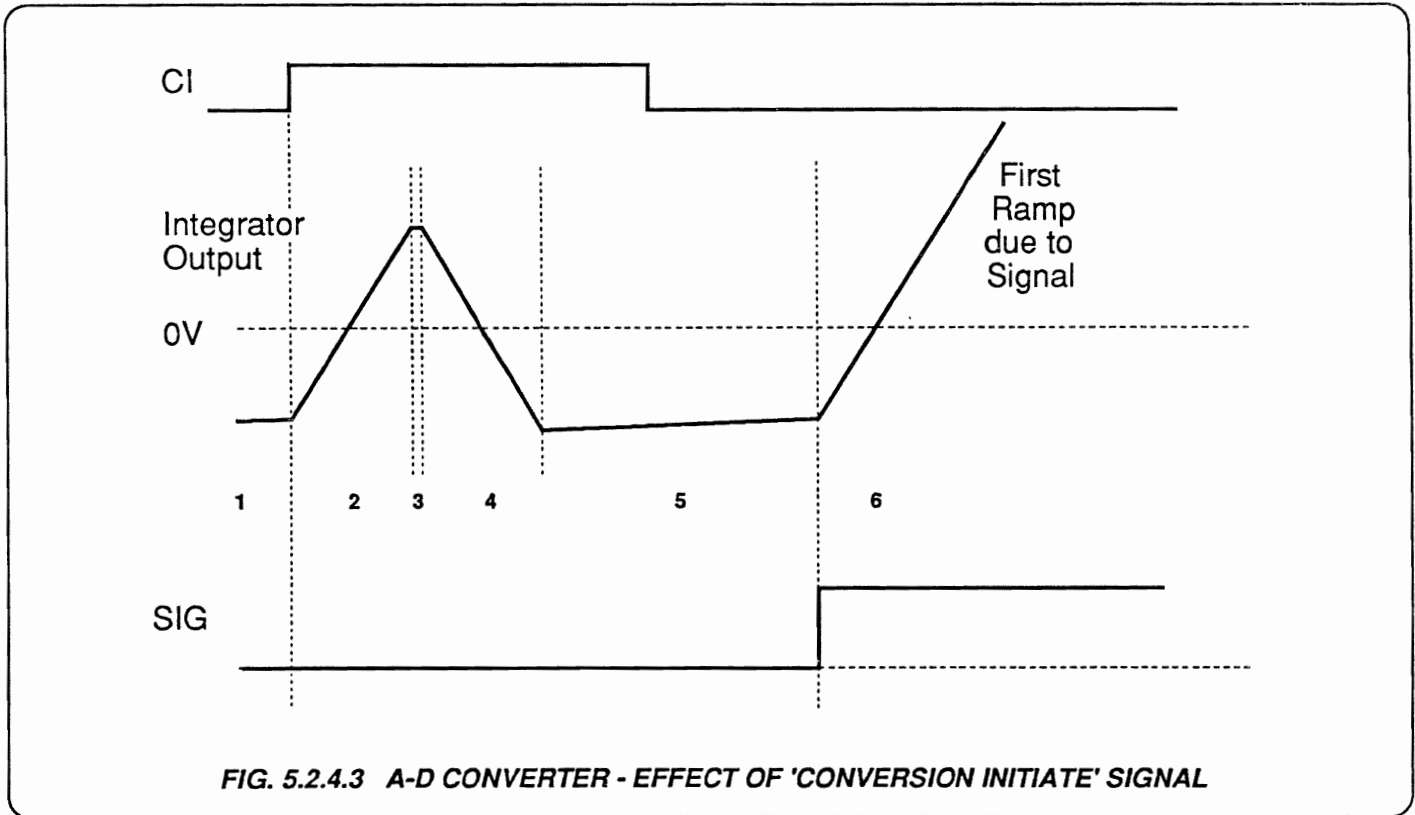 CI
Integrator
Output
First
Ramp
due to
Signal
0V
1 2 3 4 5 6
SIG
FIG. 5.2.4.3 A-D CONVERTER - EFFECT OF 'CONVERSION INITIATE' SIGNAL